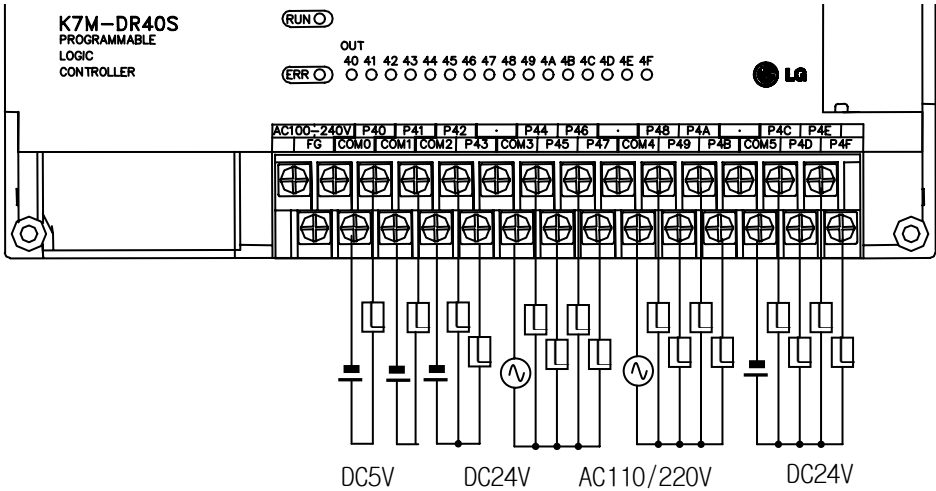 K7M-DR40S
PROGRAMMABLE
LOGIC
CONTROLLER
RUN
ERR
OUT
40 41 42 43 44 45 46 47 48 49 4A 4B 4C 4D 4E 4F
LG
AC100-240V P40 P41 P42 · P44 P46 · P48 P4A · P4C P4E
FG COM0 COM1 COM2 P43 COM3 P45 P47 COM4 P49 P4B COM5 P4D P4F
DC5V DC24V AC110/220V DC24V